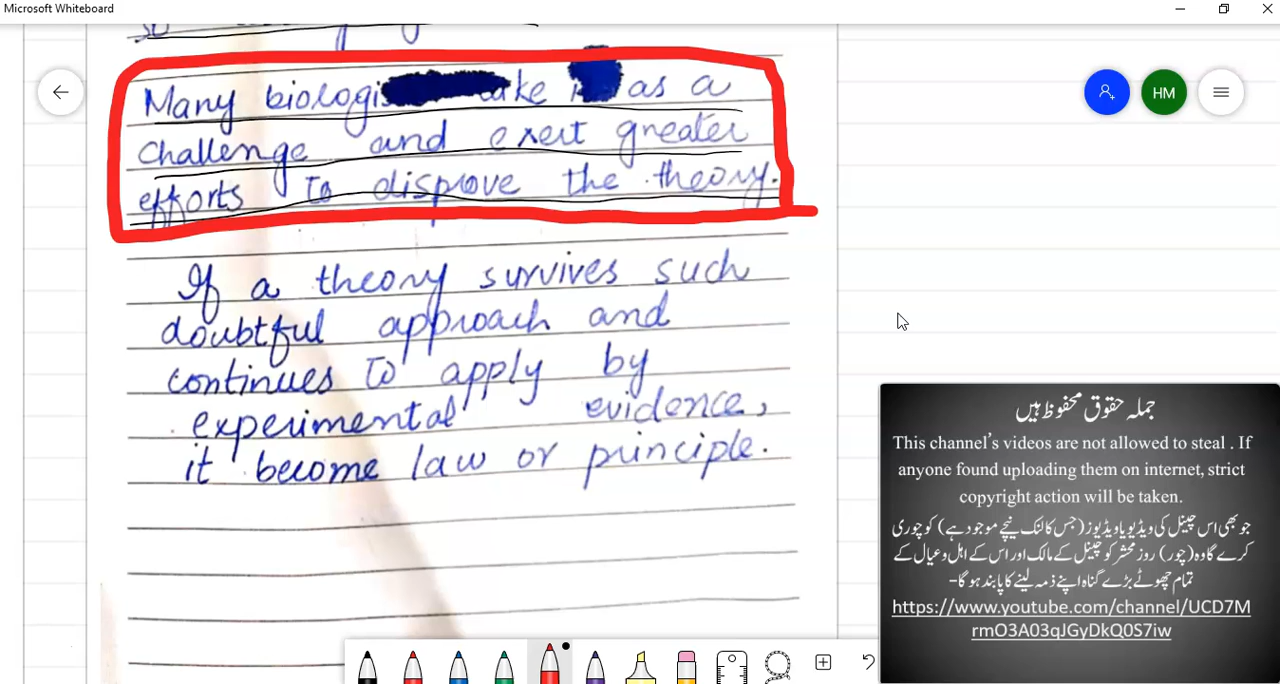 Microsoft Whiteboard
HM
Many biologi ake as a
challenge and exert greater
efforts to disprove the theory.
If a theory survives such
doubtful approach and
continues to apply by
experimental evidence,
it become law or principle.
جملہ حقوق محفوظ ہیں
This channel's videos are not allowed to steal . If
anyone found uploading them on internet, strict
copyright action will be taken.
جو بھی اس چینل کی ویڈیو یا ویڈیوز (جس کا لنک نیچے موجود ہے) کو چوری
کرے گا وہ (چور) روز محشر کو چینل کے مالک اور اس کے اہل و عیال کے
تمام چھوٹے بڑے گناہ اپنے ذمہ لینے کا پابند ہو گا-
https://www.youtube.com/channel/UCD7M
rmO3A03qJGyDkQ0S7iw